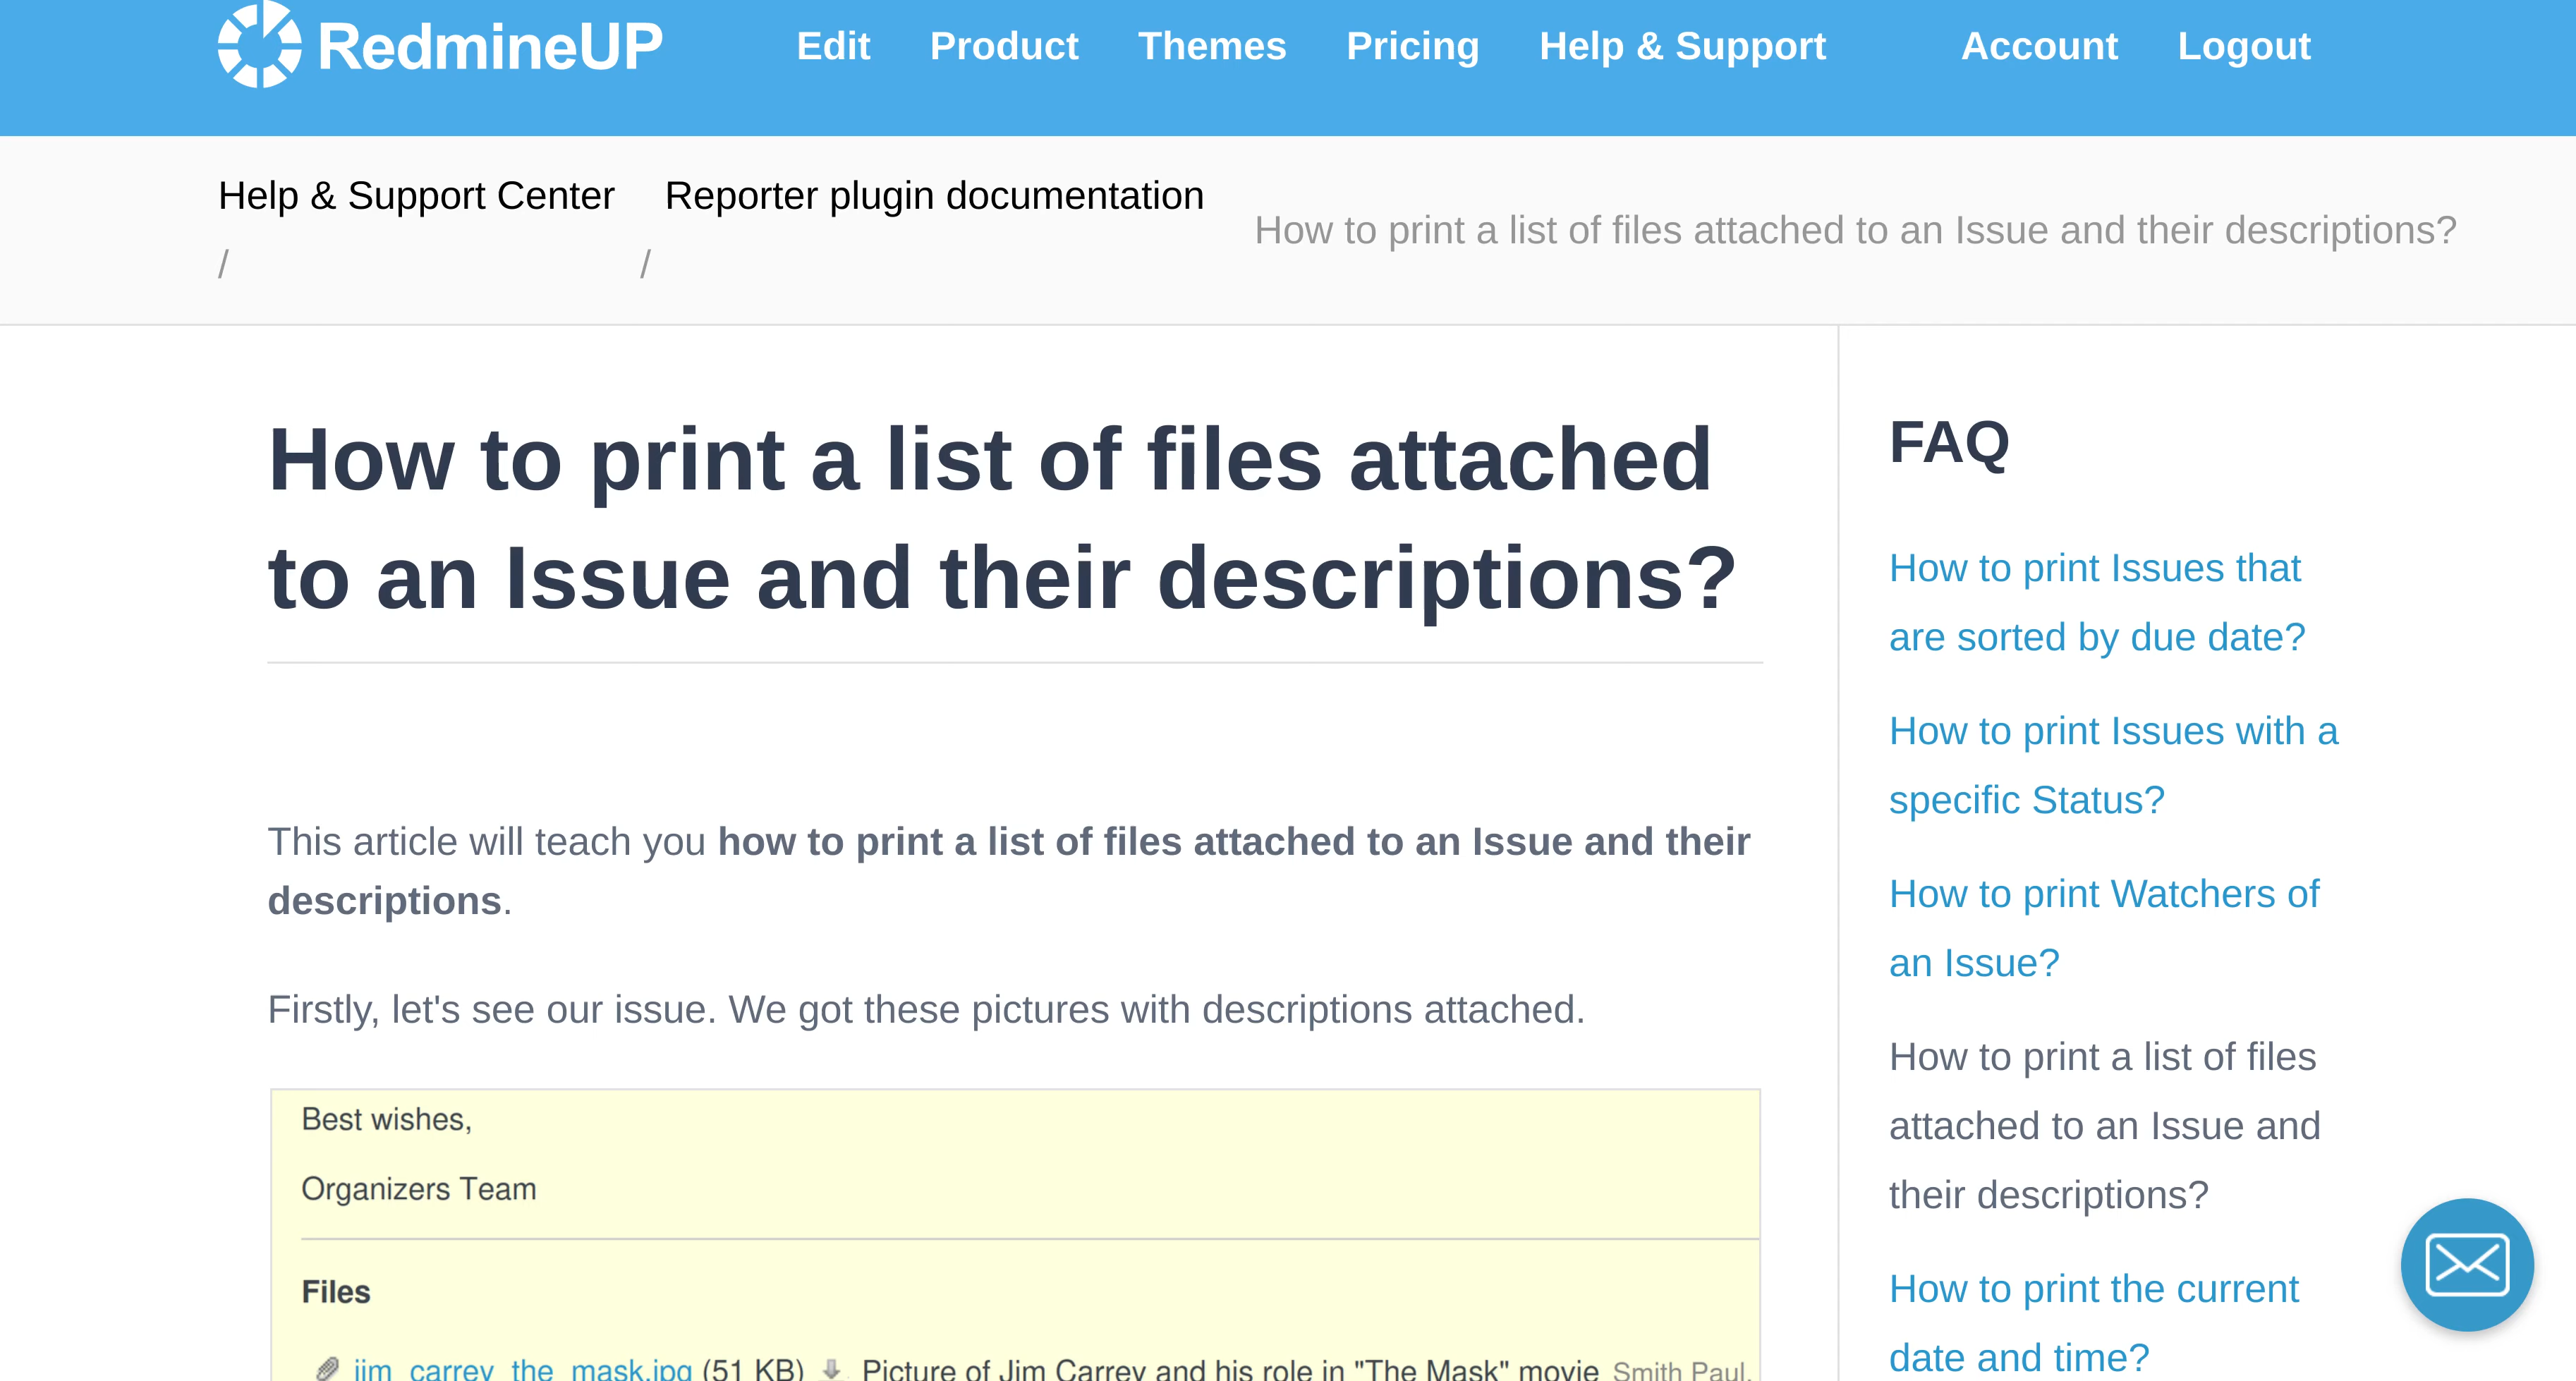 RedmineUP
Edit Product Themes Pricing Help & Support Account Logout
Help & Support Center Reporter plugin documentation
How to print a list of files attached to an Issue and their descriptions?
/ /
How to print a list of files attached
to an Issue and their descriptions?
This article will teach you how to print a list of files attached to an Issue and their
descriptions.
Firstly, let's see our issue. We got these pictures with descriptions attached.
Best wishes,
Organizers Team
Files
jim_carrey_the_mask.jpg (51 KB) Picture of Jim Carrey and his role in "The Mask" movie Smith Paul,
FAQ
How to print Issues that
are sorted by due date?
How to print Issues with a
specific Status?
How to print Watchers of
an Issue?
How to print a list of files
attached to an Issue and
their descriptions?
How to print the current
date and time?